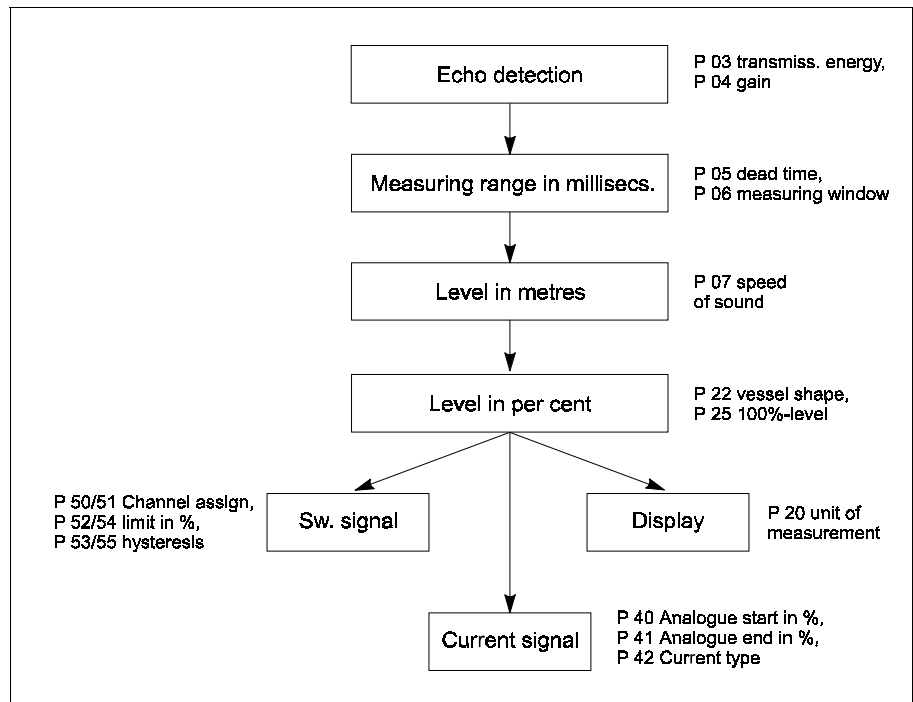 Echo detection
P 03 transmiss. energy,
P 04 gain
Measuring range in millisecs.
P 05 dead time,
P 06 measuring window
Level in metres
P 07 speed
of sound
Level in per cent
P 22 vessel shape,
P 25 100%-level
P 50/51 Channel assign,
P 52/54 limit in %,
P 53/55 hysteresis
Sw. signal
Display
P 20 unit of
measurement
Current signal
P 40 Analogue start in %,
P 41 Analogue end in %,
P 42 Current type